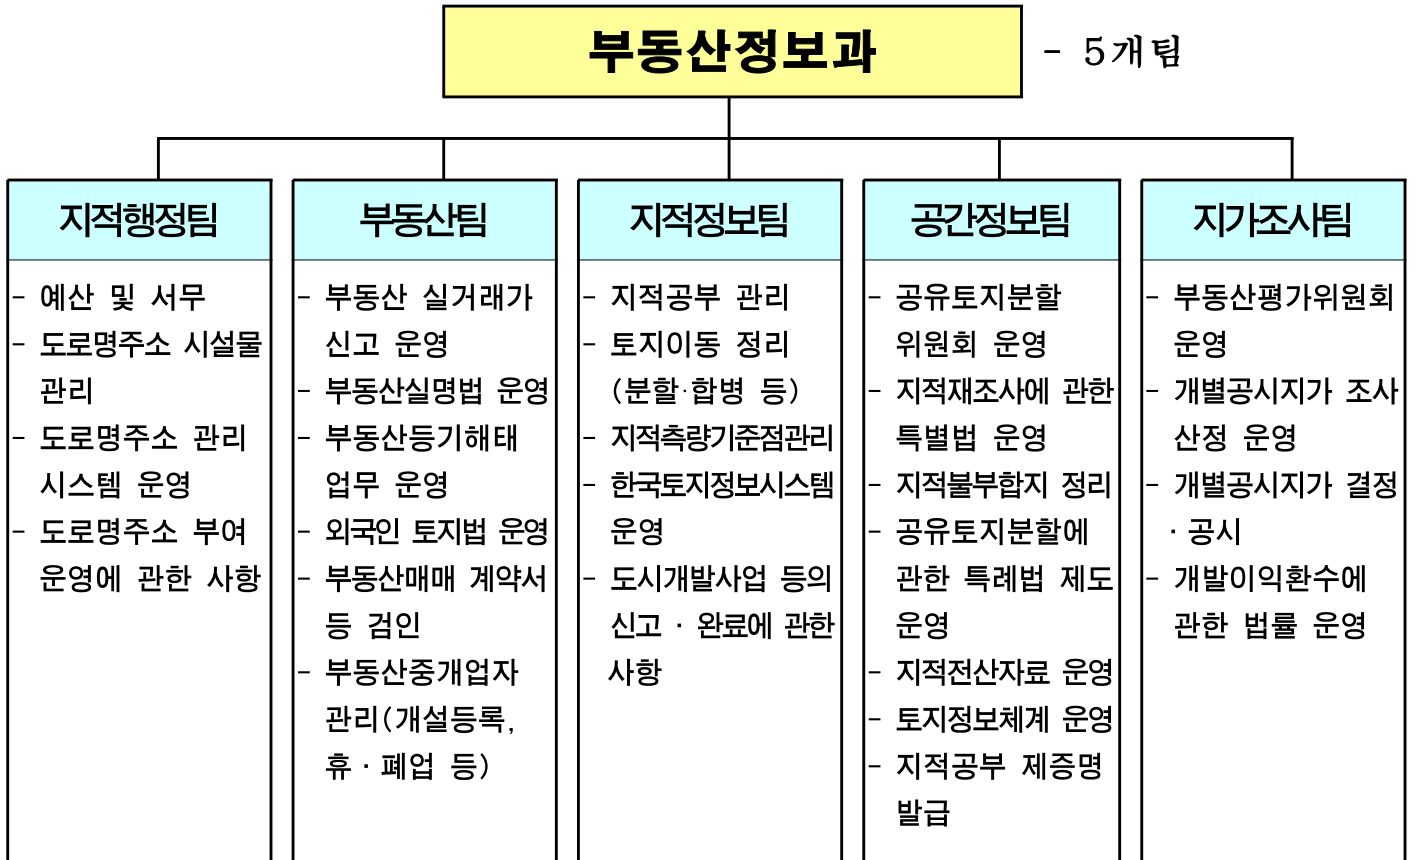 부동산정보과
- 5개팀
지적행정팀
- 예산 및 서무
- 도로명주소 시설물
관리
- 도로명주소 관리
시스템 운영
- 도로명주소 부여
운영에 관한 사항
부동산팀
- 부동산 실거래가
신고 운영
- 부동산실명법 운영
- 부동산등기해태
업무 운영
- 외국인 토지법 운영
- 부동산매매 계약서
등 검인
- 부동산중개업자
관리(개설등록,
휴 · 폐업 등)
지적정보팀
- 지적공부 관리
- 토지이동 정리
(분할·합병 등)
- 지적측량기준점관리
- 한국토지정보시스템
운영
- 도시개발사업 등의
신고 · 완료에 관한
사항
공간정보팀
- 공유토지분할
위원회 운영
- 지적재조사에 관한
특별법 운영
- 지적불부합지 정리
- 공유토지분할에
관한 특례법 제도
운영
- 지적전산자료 운영
- 토지정보체계 운영
- 지적공부 제증명
발급
지가조사팀
- 부동산평가위원회
운영
- 개별공시지가 조사
산정 운영
- 개별공시지가 결정
· 공시
- 개발이익환수에
관한 법률 운영